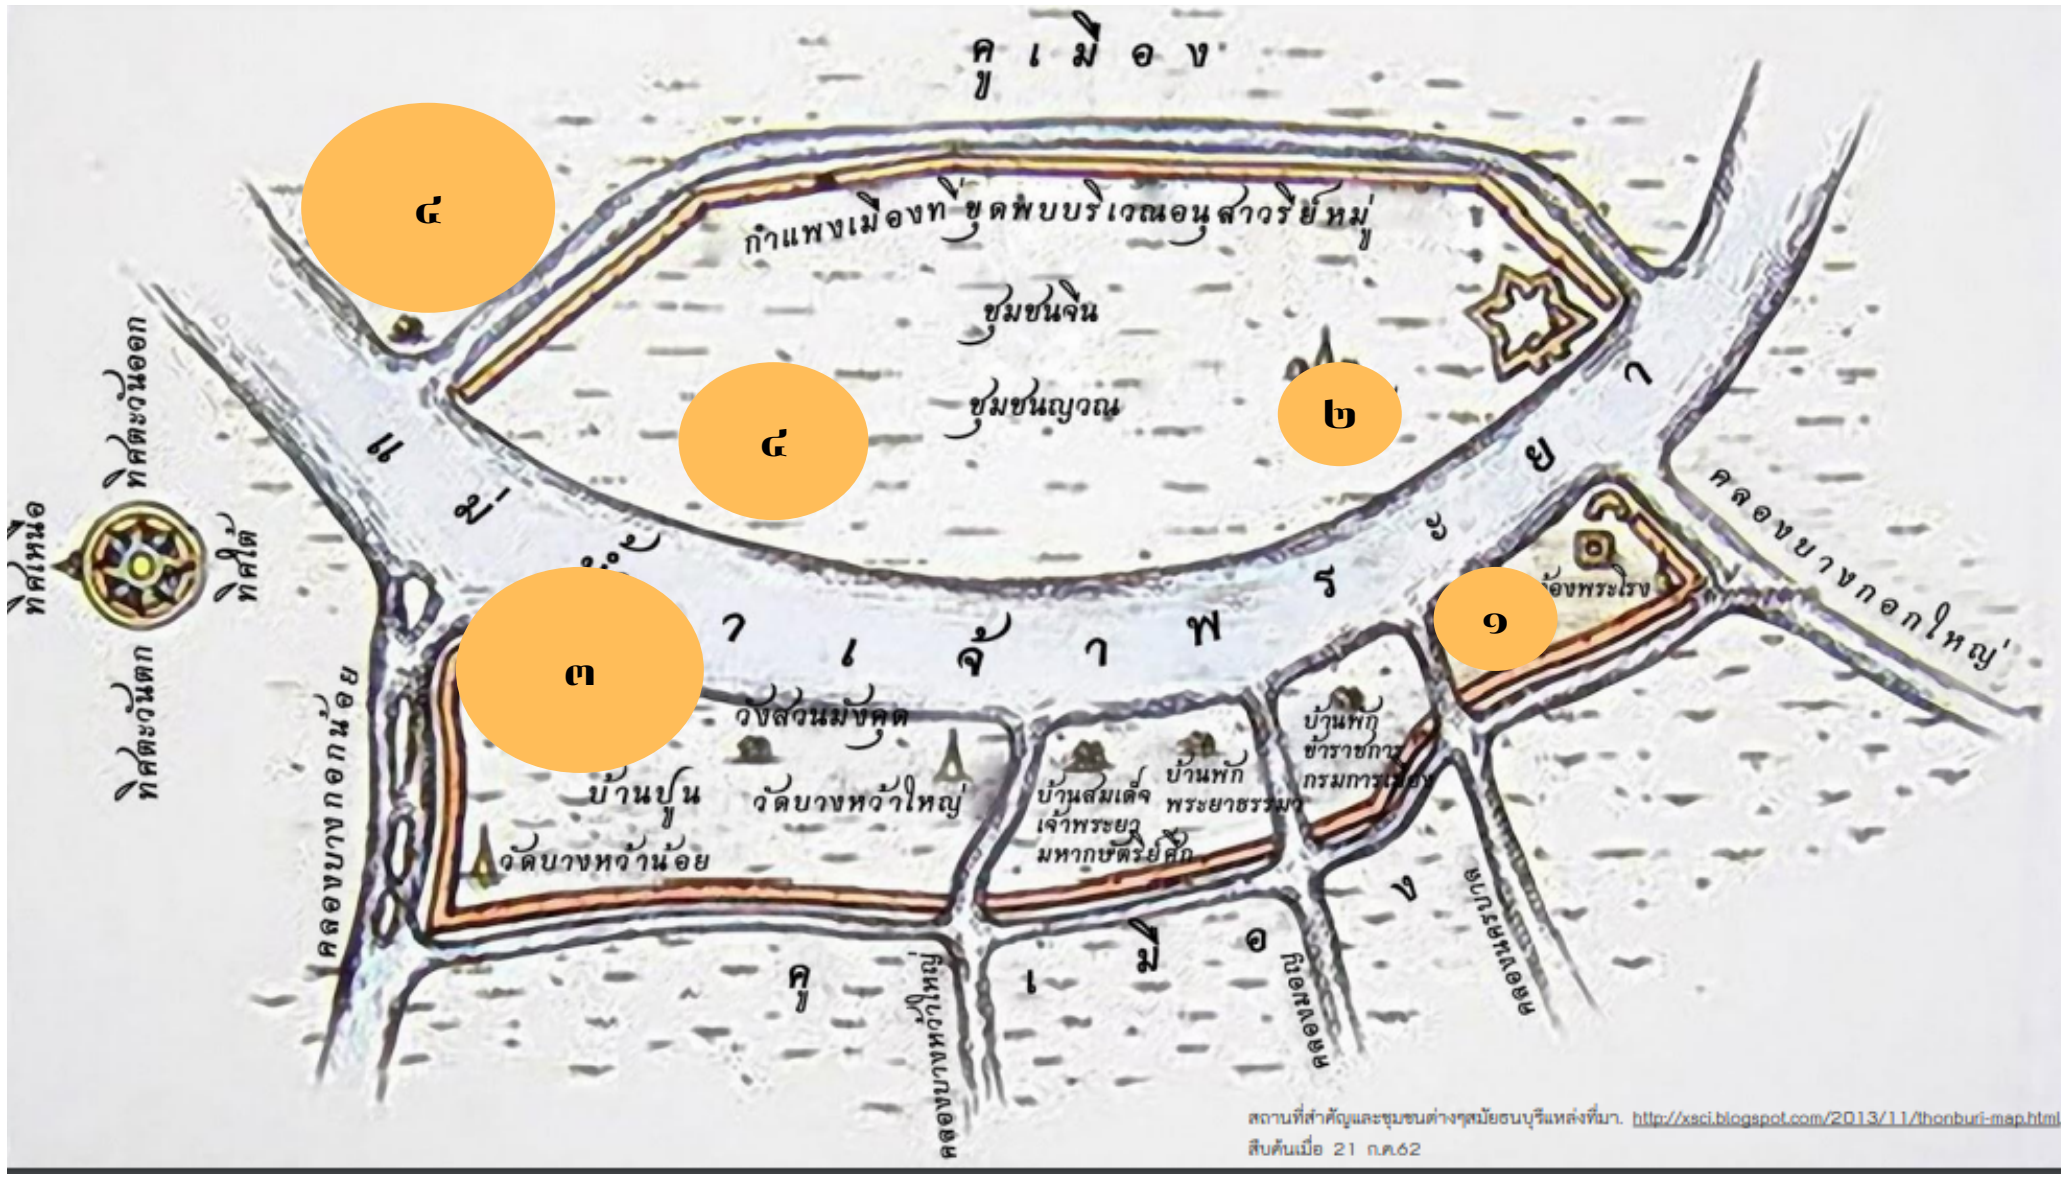 คูเมือง
๔
กำแพงเมืองที่ขุดพบบริเวณอนุสาวรีย์หมู
ชุมชนจีน
ชุมชนญวน
๔
๒
ทิศตะวันออก
ทิศเหนือ
ทิศใต้
ทิศตะวันตก
แม่น้ำเจ้าพระยา
คลองบางกอกใหญ่
ท้องพระโรง
๑
๓
คลองบางกอกน้อย
วังสวนมังคุด
บ้านปูน
วัดบางหว้าใหญ่
วัดบางหว้าน้อย
บ้านสมเด็จ
เจ้าพระยา
มหากษัตริย์ศึก
บ้านพัก
พระยาธรรมา
บ้านพัก
ข้าราชการ
กรมการเมือง
คูเมือง
คลองบางหว้าใหญ่
คลองมอญ
คลองนครบาล
สถานที่สำคัญและชุมชนต่างๆสมัยธนบุรีแหล่งที่มา. http://xsci.blogspot.com/2013/11/thonburi-map.html
สืบค้นเมื่อ 21 ก.ค.62